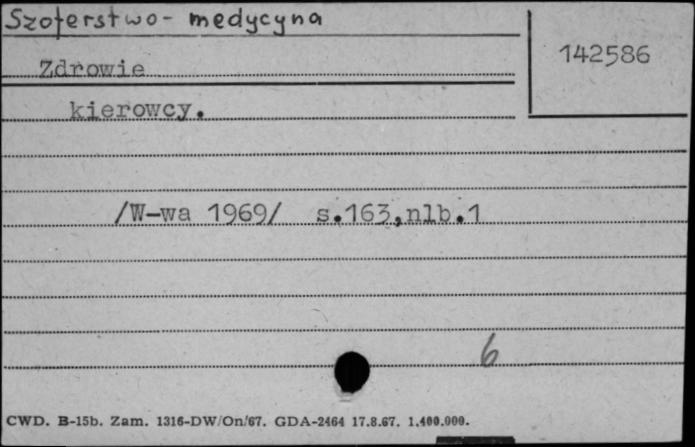 Szoferstwo - medycyna
142586
Zdrowie
kierowcy.
/W-wa 1969/ s.163,nlb.1
6
CWD. B-15b. Zam. 1316-DW/On/67. GDA-2464 17.8.67. 1.400.000.